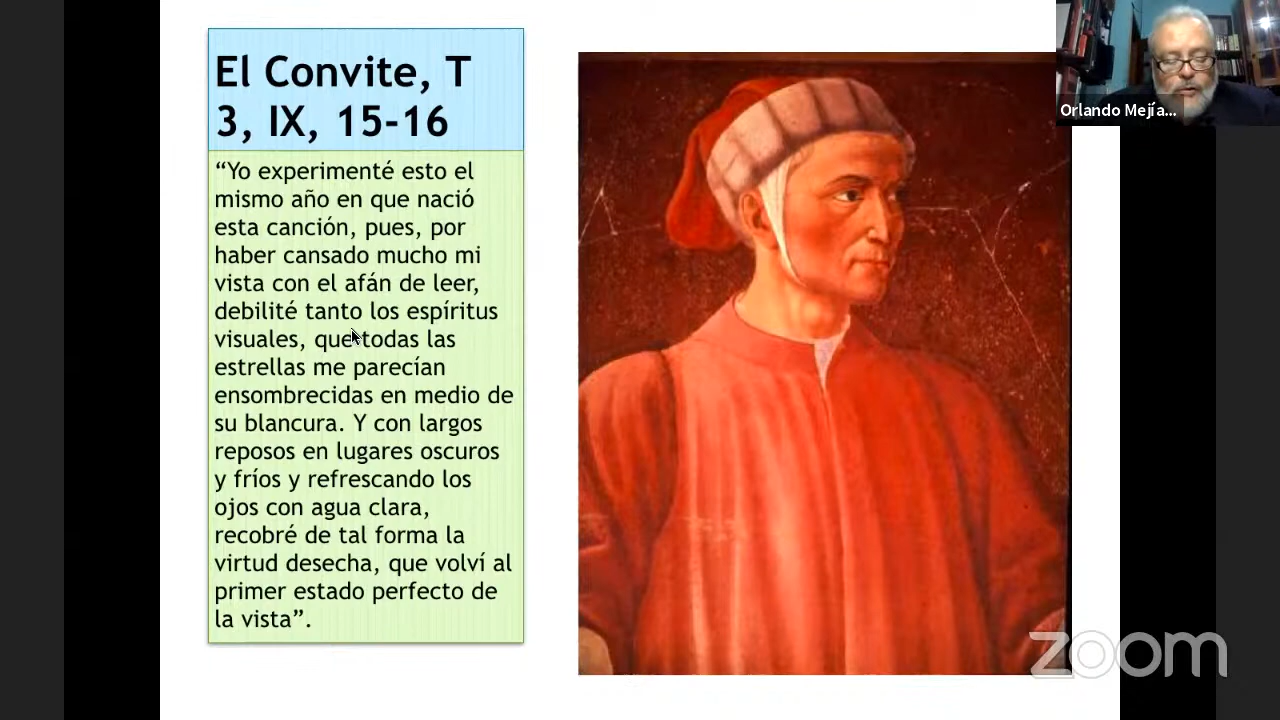 El Convite, T
3, IX, 15-16
“Yo experimenté esto el
mismo año en que nació
esta canción, pues, por
haber cansado mucho mi
vista con el afán de leer,
debilité tanto los espíritus
visuales, que todas las
estrellas me parecían
ensombrecidas en medio de
su blancura. Y con largos
reposos en lugares oscuros
y fríos y refrescando los
ojos con agua clara,
recobré de tal forma la
virtud desecha, que volví al
primer estado perfecto de
la vista”.
Orlando Mejía...
zoom